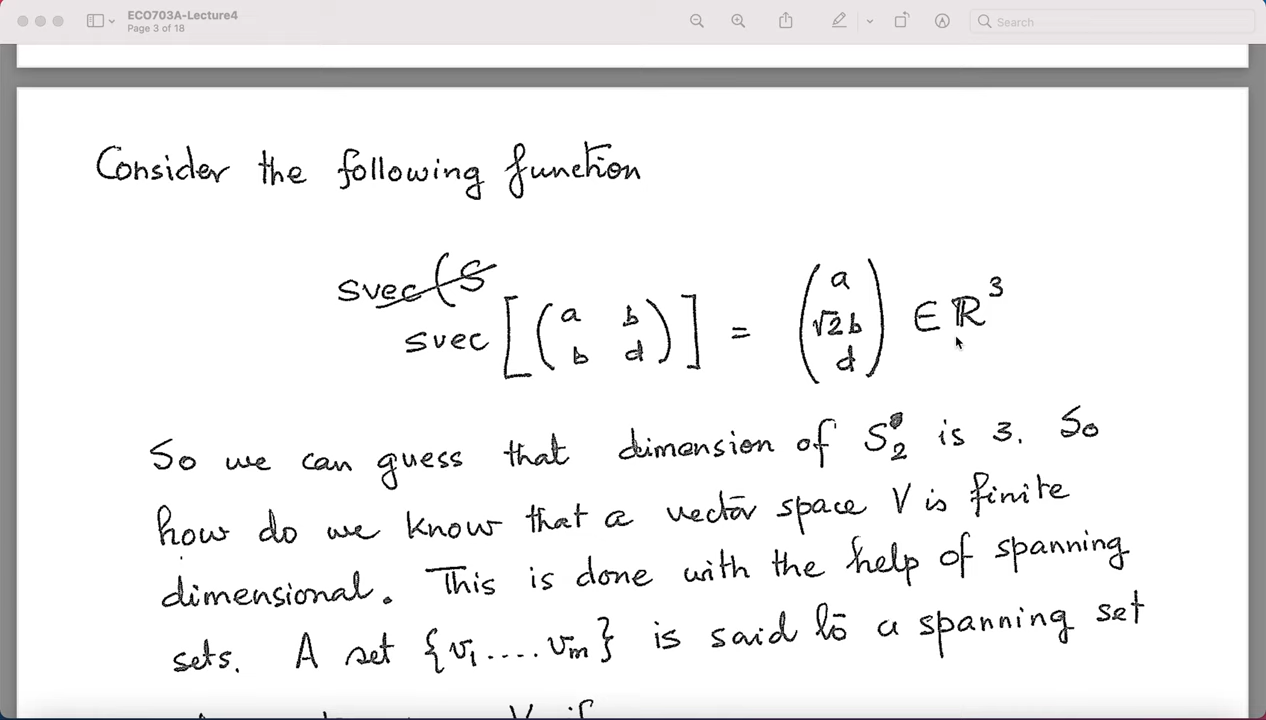 ECO703A-Lecture4
Page 3 of 18
Search
Consider the following function
svec (S
svec [ ( a b
b d ) ] = ( a
√2 b
d ) ∈ ℝ³
So we can guess that dimension of S₂ is 3. So
how do we know that a vector space V is finite
dimensional. This is done with the help of spanning
sets. A set {v₁ .... vₘ} is said to a spanning set
V if